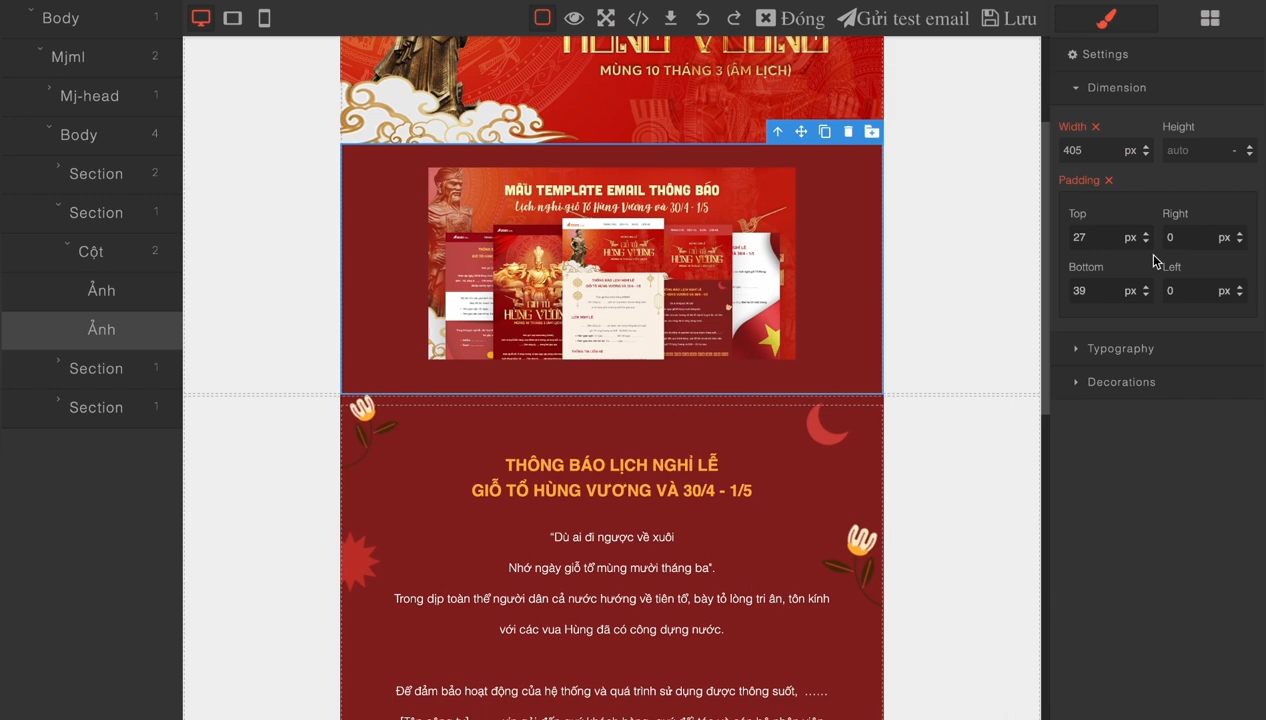 Body 1
Đóng
Gửi test email
Lưu
Mjml 2
Mj-head 1
Body 4
Section 2
Section 1
Cột 2
Ảnh
Ảnh
Section 1
Section 1
HÙNG VƯƠNG
MÙNG 10 THÁNG 3 (ÂM LỊCH)
MẪU TEMPLATE EMAIL THÔNG BÁO
Lịch nghỉ giỗ Tổ Hùng Vương và 30/4 - 1/5
GIỖ TỔ
HÙNG VƯƠNG
THÔNG BÁO LỊCH NGHỈ LỄ
GIỖ TỔ HÙNG VƯƠNG VÀ 30/4 - 1/5
"Dù ai đi ngược về xuôi
Nhớ ngày giỗ tổ mùng mười tháng ba".
Trong dịp toàn thể người dân cả nước hướng về tiên tổ, bày tỏ lòng tri ân, tôn kính
với các vua Hùng đã có công dựng nước.
Để đảm bảo hoạt động của hệ thống và quá trình sử dụng được thông suốt, ......
Settings
Dimension
Width Height
405 px auto -
Padding
Top Right
27 px 0 px
Bottom Left
39 px 0 px
Typography
Decorations